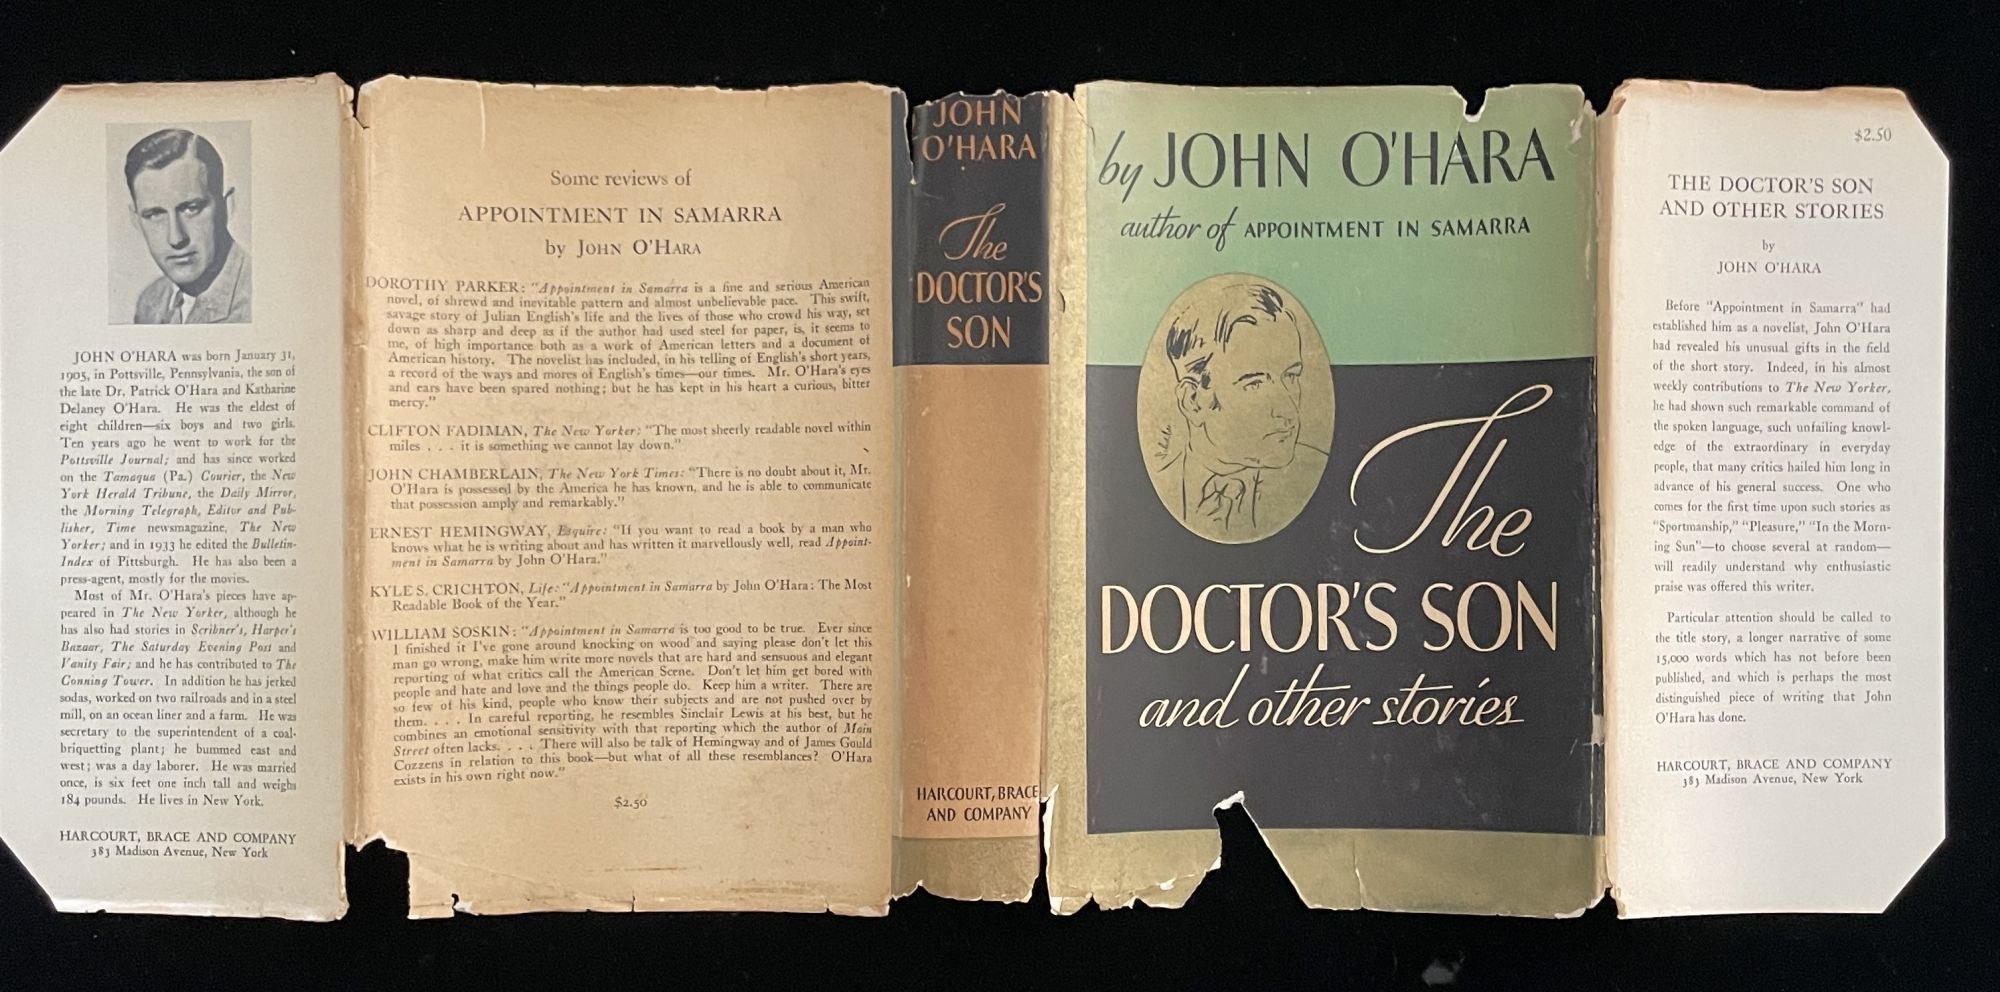 JOHN O'HARA was born January 31,
1905, in Pottsville, Pennsylvania, the son of
the late Dr. Patrick O'Hara and Katharine
Delaney O'Hara. He was the eldest of
eight children—six boys and two girls.
Ten years ago he went to work for the
Pottsville Journal; and has since worked
on the Tamaqua (Pa.) Courier, the New
York Herald Tribune, the Daily Mirror,
the Morning Telegraph, Editor and Pub-
lisher, Time newsmagazine, The New
Yorker; and in 1933 he edited the Bulletin-
Index of Pittsburgh. He has also been a
press-agent, mostly for the movies.
Most of Mr. O'Hara's pieces have ap-
peared in The New Yorker, although he
has also had stories in Scribner's, Harper's
Bazaar, The Saturday Evening Post and
Vanity Fair; and he has contributed to The
Conning Tower. In addition he has jerked
sodas, worked on two railroads and in a steel
mill, on an ocean liner and a farm. He was
secretary to the superintendent of a coal-
briquetting plant; he bummed east and
west; was a day laborer. He was married
once, is six feet one inch tall and weighs
184 pounds. He lives in New York.
HARCOURT, BRACE AND COMPANY
383 Madison Avenue, New York
Some reviews of
APPOINTMENT IN SAMARRA
by JOHN O'HARA
DOROTHY PARKER: "Appointment in Samarra is a fine and serious American
novel, of shrewd and inevitable pattern and almost unbelievable pace. This swift,
savage story of Julian English's life and the lives of those who crowd his way, set
down as sharp and deep as if the author had used steel for paper, is, it seems to
me, of high importance both as a work of American letters and a document of
American history. The novelist has included, in his telling of English's short years,
a record of the ways and mores of English's times—our times. Mr. O'Hara's eyes
and ears have been spared nothing; but he has kept in his heart a curious, bitter
mercy."
CLIFTON FADIMAN, The New Yorker: "The most sheerly readable novel within
miles . . . it is something we cannot lay down."
JOHN CHAMBERLAIN, The New York Times: "There is no doubt about it, Mr.
O'Hara is possessed by the America he has known, and he is able to communicate
that possession amply and remarkably."
ERNEST HEMINGWAY, Esquire: "If you want to read a book by a man who
knows what he is writing about and has written it marvellously well, read Appoint-
ment in Samarra by John O'Hara."
KYLE S. CRICHTON, Life: "Appointment in Samarra by John O'Hara: The Most
Readable Book of the Year."
WILLIAM SOSKIN: "Appointment in Samarra is too good to be true. Ever since
I finished it I've gone around knocking on wood and saying please don't let this
man go wrong, make him write more novels that are hard and sensuous and elegant
reporting of what critics call the American Scene. Don't let him get bored with
people and hate and love and the things people do. Keep him a writer. There are
so few of his kind, people who know their subjects and are not pushed over by
them. . . . In careful reporting, he resembles Sinclair Lewis at his best, but he
combines an emotional sensitivity with that reporting which the author of Main
Street often lacks. . . . There will also be talk of Hemingway and of James Gould
Cozzens in relation to this book—but what of all these resemblances? O'Hara
exists in his own right now."
$2.50
JOHN
O'HARA
The
DOCTOR'S
SON
HARCOURT, BRACE
AND COMPANY
by JOHN O'HARA
author of APPOINTMENT IN SAMARRA
The
DOCTOR'S SON
and other stories
$2.50
THE DOCTOR'S SON
AND OTHER STORIES
by
JOHN O'HARA
Before "Appointment in Samarra" had
established him as a novelist, John O'Hara
had revealed his unusual gifts in the field
of the short story. Indeed, in his almost
weekly contributions to The New Yorker,
he had shown such remarkable command of
the spoken language, such unfailing knowl-
edge of the extraordinary in everyday
people, that many critics hailed him long in
advance of his general success. One who
comes for the first time upon such stories as
"Sportmanship," "Pleasure," "In the Morn-
ing Sun"—to choose several at random—
will readily understand why enthusiastic
praise was offered this writer.
Particular attention should be called to
the title story, a longer narrative of some
15,000 words which has not before been
published, and which is perhaps the most
distinguished piece of writing that John
O'Hara has done.
HARCOURT, BRACE AND COMPANY
383 Madison Avenue, New York